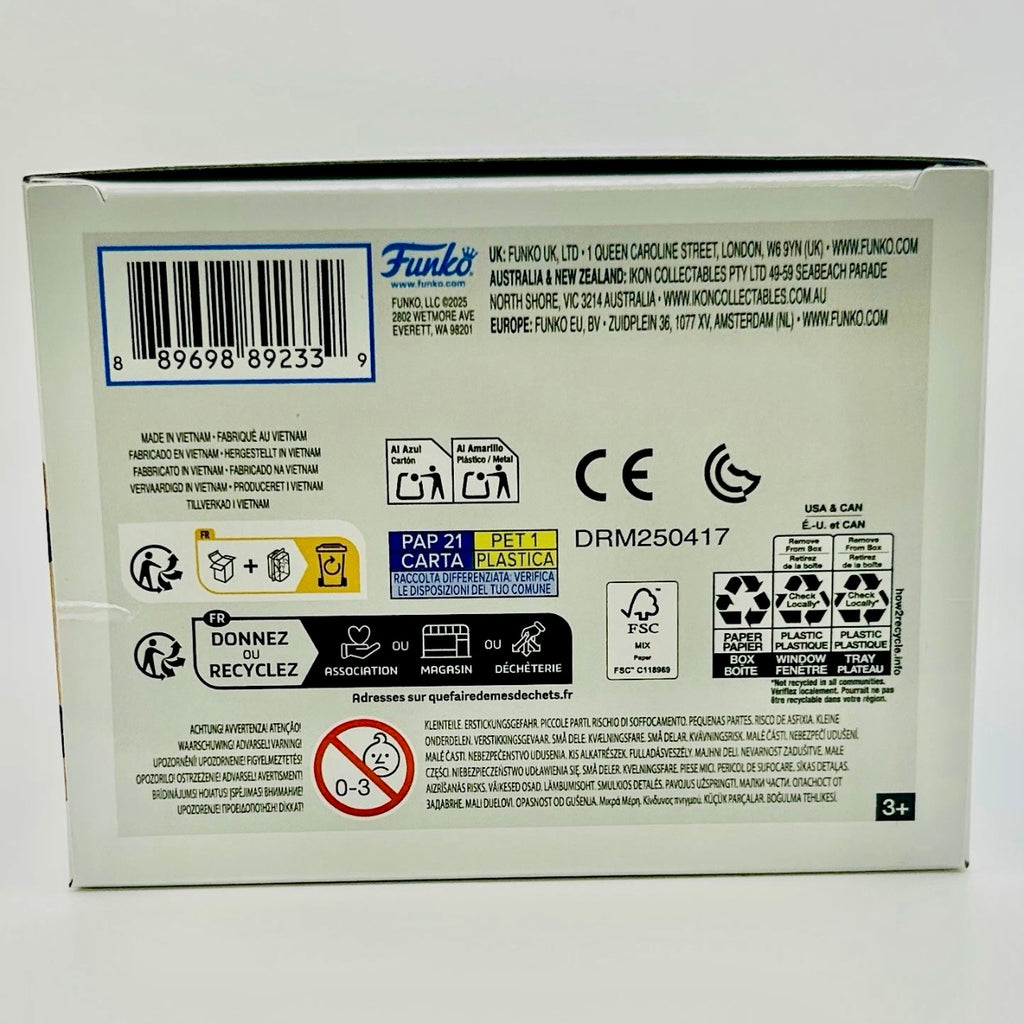 8 89698 89233 9
Funko
www.funko.com
FUNKO, LLC ©2025
2802 WETMORE AVE
EVERETT, WA 98201
UK: FUNKO UK, LTD • 1 QUEEN CAROLINE STREET, LONDON, W6 9YN (UK) • WWW.FUNKO.COM
AUSTRALIA & NEW ZEALAND: IKON COLLECTABLES PTY LTD 49-59 SEABEACH PARADE
NORTH SHORE, VIC 3214 AUSTRALIA • WWW.IKONCOLLECTABLES.COM.AU
EUROPE: FUNKO EU, BV • ZUIDPLEIN 36, 1077 XV, AMSTERDAM (NL) • WWW.FUNKO.COM
MADE IN VIETNAM • FABRIQUÉ AU VIETNAM
FABRICADO EN VIETNAM • HERGESTELLT IN VIETNAM
FABBRICATO IN VIETNAM • FABRICADO NA VIETNAM
VERVAARDIGD IN VIETNAM • PRODUCERET I VIETNAM
TILLVERKAD I VIETNAM
Al Azul
Cartón
Al Amarillo
Plástico / Metal
CE
DRM250417
FR
PAP 21
CARTA
PET 1
PLASTICA
RACCOLTA DIFFERENZIATA: VERIFICA
LE DISPOSIZIONI DEL TUO COMUNE
FR
DONNEZ
OU
RECYCLEZ
ASSOCIATION
OU
MAGASIN
OU
DÉCHÈTERIE
Adresses sur quefairedemesdechets.fr
FSC
MIX
Paper
FSC® C118969
USA & CAN
É.-U. et CAN
Remove
From Box
Retirez
de la boîte
Remove
From Box
Retirez
de la boîte
Check
Locally*
Check
Locally*
PAPER
PAPIER
PLASTIC
PLASTIQUE
PLASTIC
PLASTIQUE
BOX
BOÎTE
WINDOW
FENÊTRE
TRAY
PLATEAU
how2recycle.info
*Not recycled in all communities.
Vérifiez localement. Pourrait ne pas
être recyclable dans votre région.
ACHTUNG! AVVERTENZA! ATENÇÃO!
WAARSCHUWING! ADVARSEL! VARNING!
UPOZORNĚNÍ! UPOZORNENIE! FIGYELMEZTETÉS!
OPOZORILO! OSTRZEŻENIE! ADVARSEL! AVERTISMENT!
BRĪDINĀJUMS! HOIATUS! ĮSPĖJIMAS! ВНИМАНИЕ!
UPOZORENJE! ΠΡΟΕΙΔΟΠΟΙΗΣΗ! DİKKAT!
0-3
KLEINTEILE. ERSTICKUNGSGEFAHR. PICCOLE PARTI. RISCHIO DI SOFFOCAMENTO. PEQUENAS PARTES. RISCO DE ASFIXIA. KLEINE
ONDERDELEN. VERSTIKKINGSGEVAAR. SMÅ DELE. KVÆLNINGSFARE. SMÅ DELAR. KVÄVNINGSRISK. MALÉ ČÁSTI. NEBEZPEČÍ UDUŠENÍ.
MALÉ ČASTI. NEBEZPEČENSTVO UDUSENIA. KIS ALKATRÉSZEK. FULLADÁSVESZÉLY. MAJHNI DELI. NEVARNOST ZADUŠITVE. MAŁE
CZĘŚCI. NIEBEZPIECZEŃSTWO UDŁAWIENIA SIĘ. SMÅ DELER. KVELNINGSFARE. PIESE MICI. PERICOL DE SUFOCARE. SĪKAS DETAĻAS.
AIZRĪŠANĀS RISKS. VÄIKESED OSAD. LÄMBUMISOHT. SMULKIOS DETALĖS. PAVOJUS UŽSPRINGTI. МАЛКИ ЧАСТИ. ОПАСНОСТ ОТ
ЗАДАВЯНЕ. MALI DIJELOVI. OPASNOST OD GUŠENJA. Μικρά Μέρη. Κίνδυνος πνιγμού. KÜÇÜK PARÇALAR. BOĞULMA TEHLİKESİ.
3+